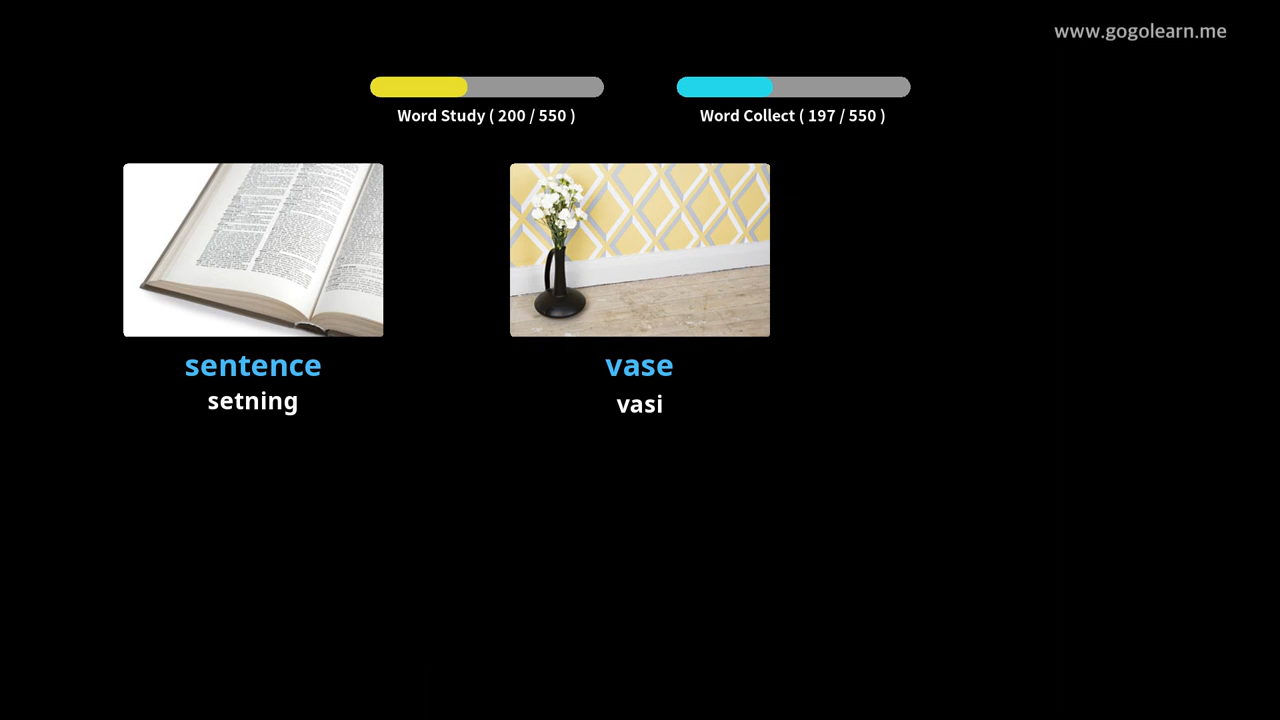 www.gogolearn.me
Word Study ( 200 / 550 )
Word Collect ( 197 / 550 )
sentence
setning
vase
vasi